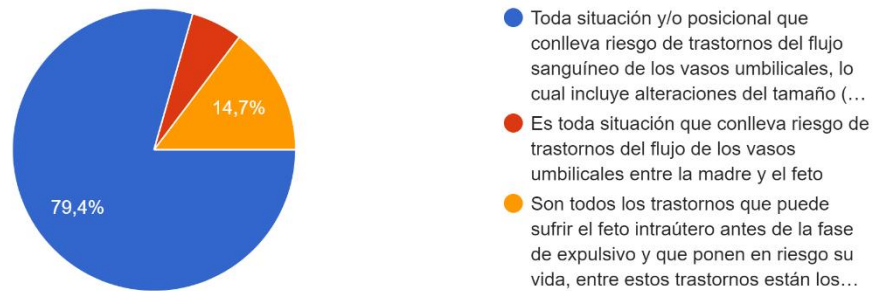 Toda situación y/o posicional que
conlleva riesgo de trastornos del flujo
sanguíneo de los vasos umbilicales, lo
cual incluye alteraciones del tamaño (…
Es toda situación que conlleva riesgo de
trastornos del flujo de los vasos
umbilicales entre la madre y el feto
Son todos los trastornos que puede
sufrir el feto intraútero antes de la fase
de expulsivo y que ponen en riesgo su
vida, entre estos trastornos están los…
14,7%
79,4%